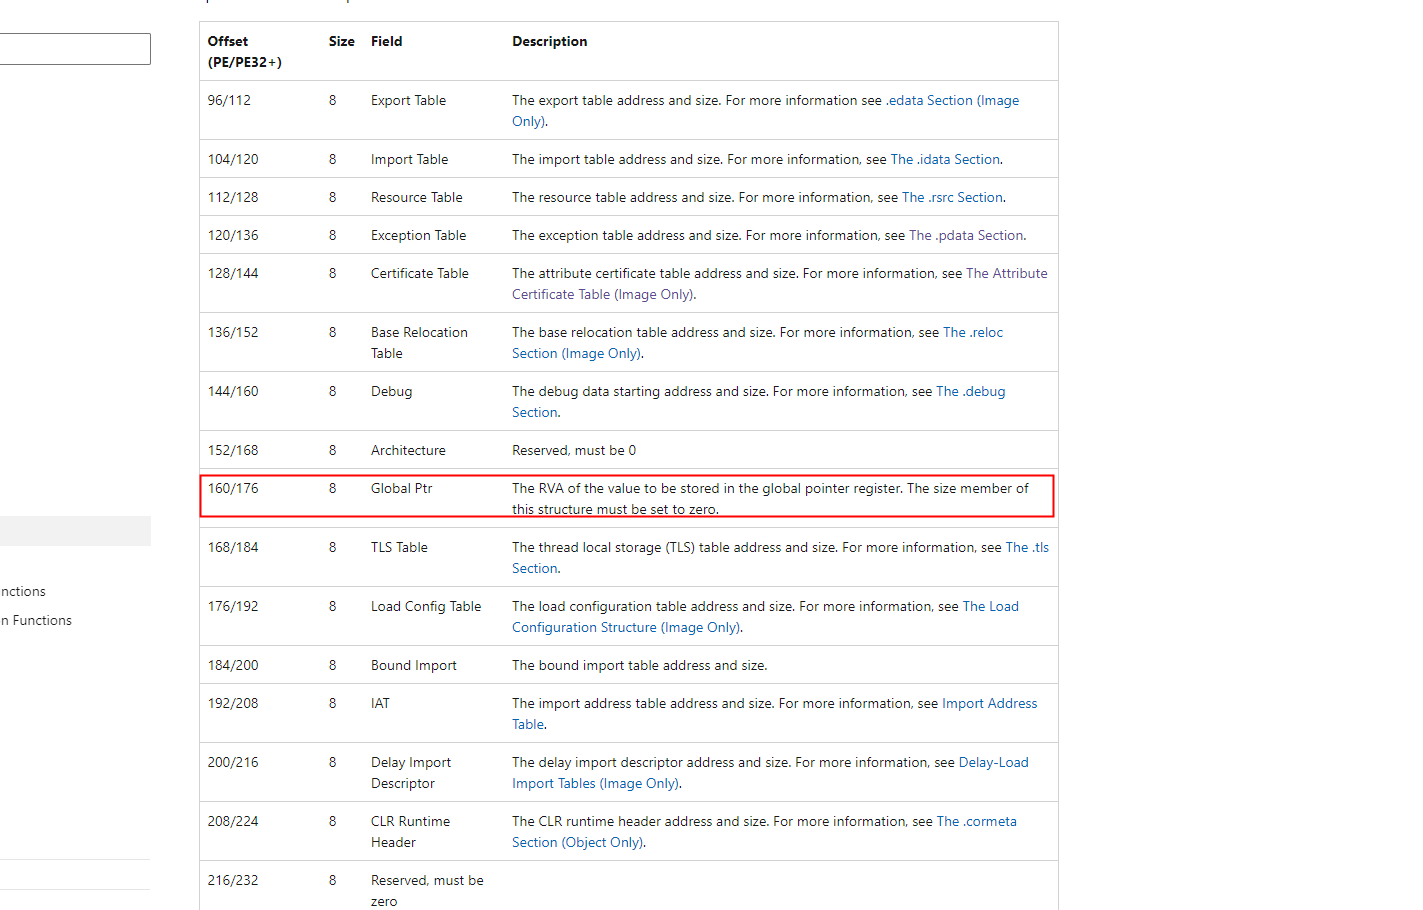 Offset Size Field Description
(PE/PE32+)
96/112 8 Export Table The export table address and size. For more information see .edata Section (Image
Only).
104/120 8 Import Table The import table address and size. For more information, see The .idata Section.
112/128 8 Resource Table The resource table address and size. For more information, see The .rsrc Section.
120/136 8 Exception Table The exception table address and size. For more information, see The .pdata Section.
128/144 8 Certificate Table The attribute certificate table address and size. For more information, see The Attribute
Certificate Table (Image Only).
136/152 8 Base Relocation The base relocation table address and size. For more information, see The .reloc
Table Section (Image Only).
144/160 8 Debug The debug data starting address and size. For more information, see The .debug
Section.
152/168 8 Architecture Reserved, must be 0
160/176 8 Global Ptr The RVA of the value to be stored in the global pointer register. The size member of
this structure must be set to zero.
168/184 8 TLS Table The thread local storage (TLS) table address and size. For more information, see The .tls
Section.
nctions
176/192 8 Load Config Table The load configuration table address and size. For more information, see The Load
n Functions Configuration Structure (Image Only).
184/200 8 Bound Import The bound import table address and size.
192/208 8 IAT The import address table address and size. For more information, see Import Address
Table.
200/216 8 Delay Import The delay import descriptor address and size. For more information, see Delay-Load
Descriptor Import Tables (Image Only).
208/224 8 CLR Runtime The CLR runtime header address and size. For more information, see The .cormeta
Header Section (Object Only).
216/232 8 Reserved, must be
zero